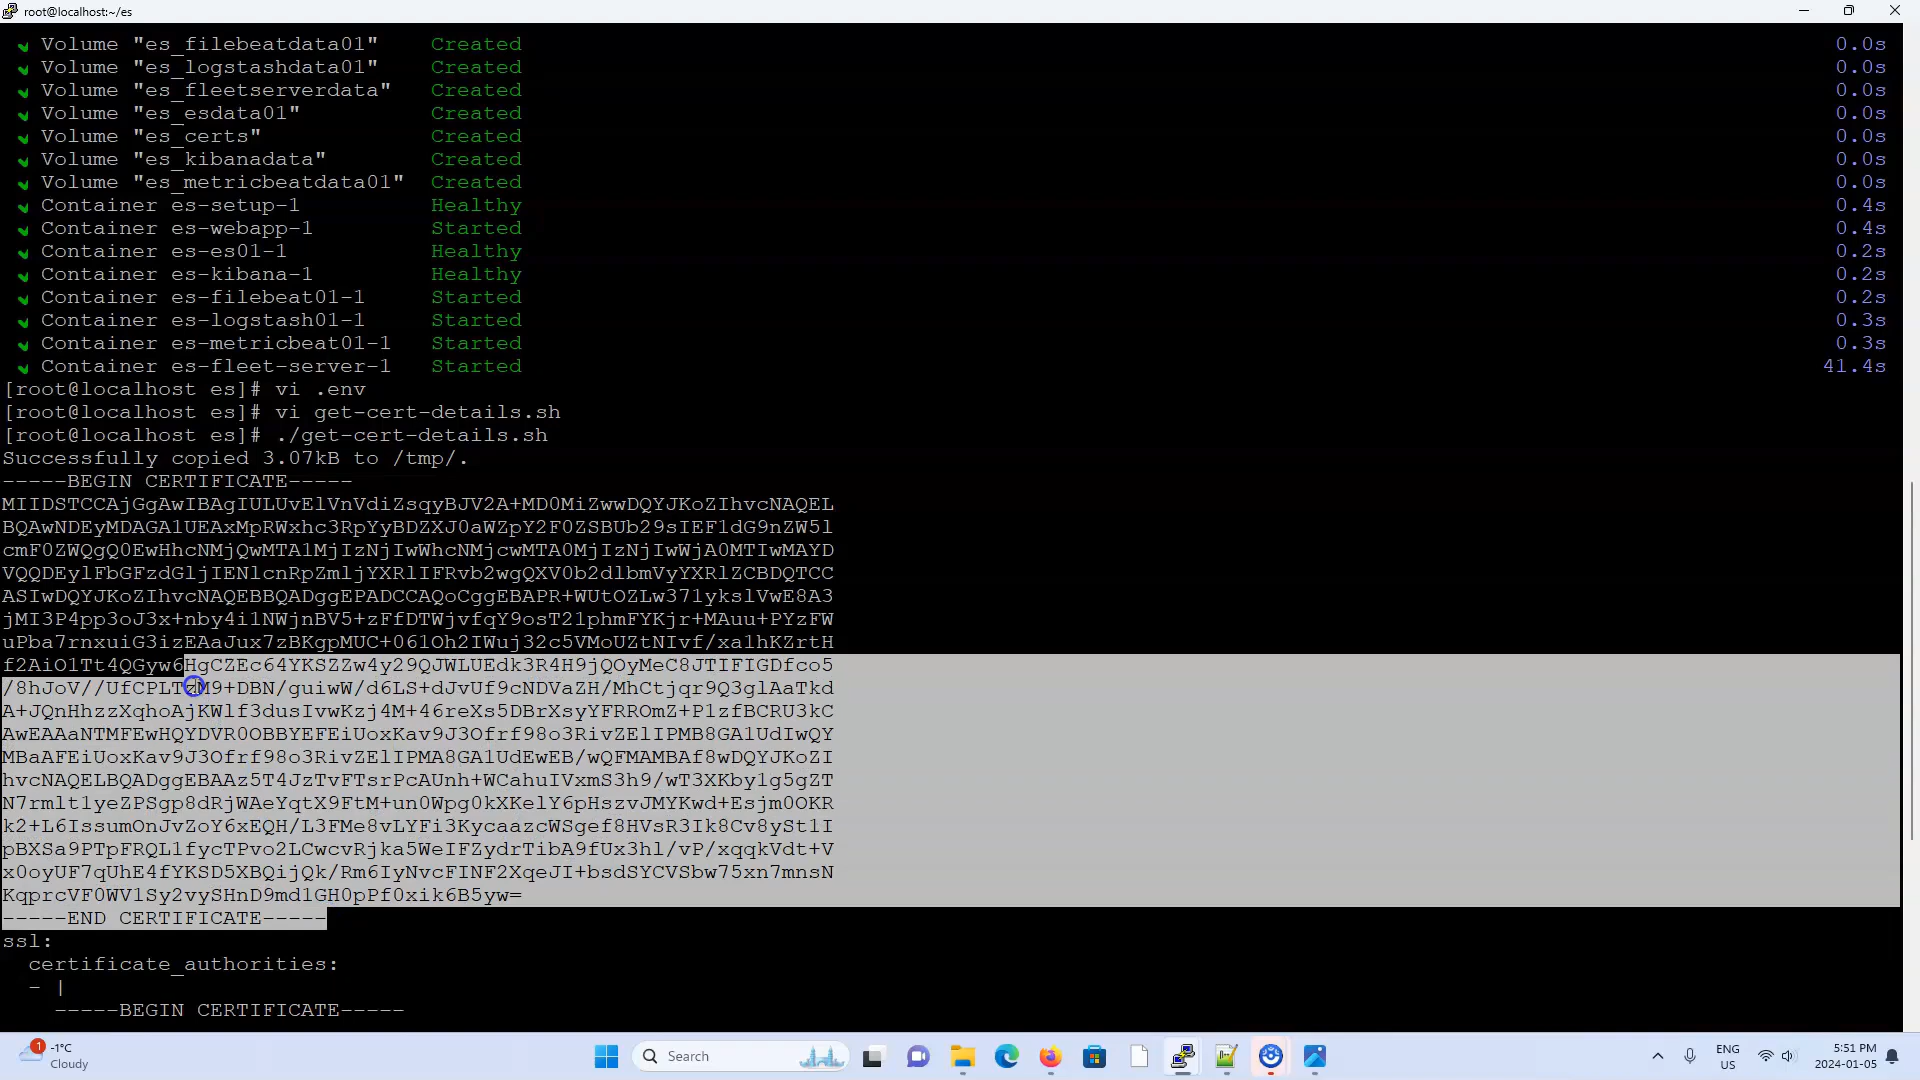 root@localhost:~/es
Volume "es_filebeatdata01" Created 0.0s
Volume "es_logstashdata01" Created 0.0s
Volume "es_fleetserverdata" Created 0.0s
Volume "es_esdata01" Created 0.0s
Volume "es_certs" Created 0.0s
Volume "es_kibanadata" Created 0.0s
Volume "es_metricbeatdata01" Created 0.0s
Container es-setup-1 Healthy 0.4s
Container es-webapp-1 Started 0.4s
Container es-es01-1 Healthy 0.2s
Container es-kibana-1 Healthy 0.2s
Container es-filebeat01-1 Started 0.2s
Container es-logstash01-1 Started 0.3s
Container es-metricbeat01-1 Started 0.3s
Container es-fleet-server-1 Started 41.4s
[root@localhost es]# vi .env
[root@localhost es]# vi get-cert-details.sh
[root@localhost es]# ./get-cert-details.sh
Successfully copied 3.07kB to /tmp/.
-----BEGIN CERTIFICATE-----
MIIDSTCCAjGgAwIBAgIULUvElVnVdiZsqyBJV2A+MD0MiZwwDQYJKoZIhvcNAQEL
BQAwNDEyMDAGA1UEAxMpRWxhc3RpYyBDZXJ0aWZpY2F0ZSBUb29sIEF1dG9nZW5l
cmF0ZWQgQ0EwHhcNMjQwMTA1MjIzNjIwWhcNMjcwMTA0MjIzNjIwWjA0MTIwMAYD
VQQDEylFbGFzdGljIENlcnRpZmljYXRlIFRvb2wgQXV0b2dlbmVyYXRlZCBDQTCC
ASIwDQYJKoZIhvcNAQEBBQADggEPADCCAQoCggEBAPR+WUtOZLw371ykslVwE8A3
jMI3P4pp3oJ3x+nby4i1NWjnBV5+zFfDTWjvfqY9osT21phmFYKjr+MAuu+PYzFW
uPba7rnxuiG3izEAaJux7zBKgpMUC+061Oh2IWuj32c5VMoUZtNIvf/xa1hKZrtH
f2AiO1Tt4QGyw6HgCZEc64YKSZZw4y29QJWLUEdk3R4H9jQOyMeC8JTIFIGDfco5
/8hJoV//UfCPLTzM9+DBN/guiwW/d6LS+dJvUf9cNDVaZH/MhCtjqr9Q3glAaTkd
A+JQnHhzzXqhoAjKWlf3dusIvwKzj4M+46reXs5DBrXsyYFRROmZ+P1zfBCRU3kC
AwEAAaNTMFEwHQYDVR0OBBYEFEiUoxKav9J3Ofrf98o3RivZElIPMB8GA1UdIwQY
MBaAFEiUoxKav9J3Ofrf98o3RivZElIPMA8GA1UdEwEB/wQFMAMBAf8wDQYJKoZI
hvcNAQELBQADggEBAAz5T4JzTvFTsrPcAUnh+WCahuIVxmS3h9/wT3XKby1g5gZT
N7rmlt1yeZPSgp8dRjWAeYqtX9FtM+un0Wpg0kXKelY6pHszvJMYKwd+Esjm0OKR
k2+L6IssumOnJvZoY6xEQH/L3FMe8vLYFi3KycaazcWSgef8HVsR3Ik8Cv8ySt1I
pBXSa9PTpFRQL1fycTPvo2LCwcvRjka5WeIFZydrTibA9fUx3hl/vP/xqqkVdt+V
x0oyUF7qUhE4fYKSD5XBQijQk/Rm6IyNvcFINF2XqeJI+bsdSYCVSbw75xn7mnsN
KqprcVF0WV1Sy2vySHnD9md1GH0pPf0xik6B5yw=
-----END CERTIFICATE-----
ssl:
certificate_authorities:
- |
-----BEGIN CERTIFICATE-----
1
-1°C
Cloudy
Search
ENG
US
5:51 PM
2024-01-05